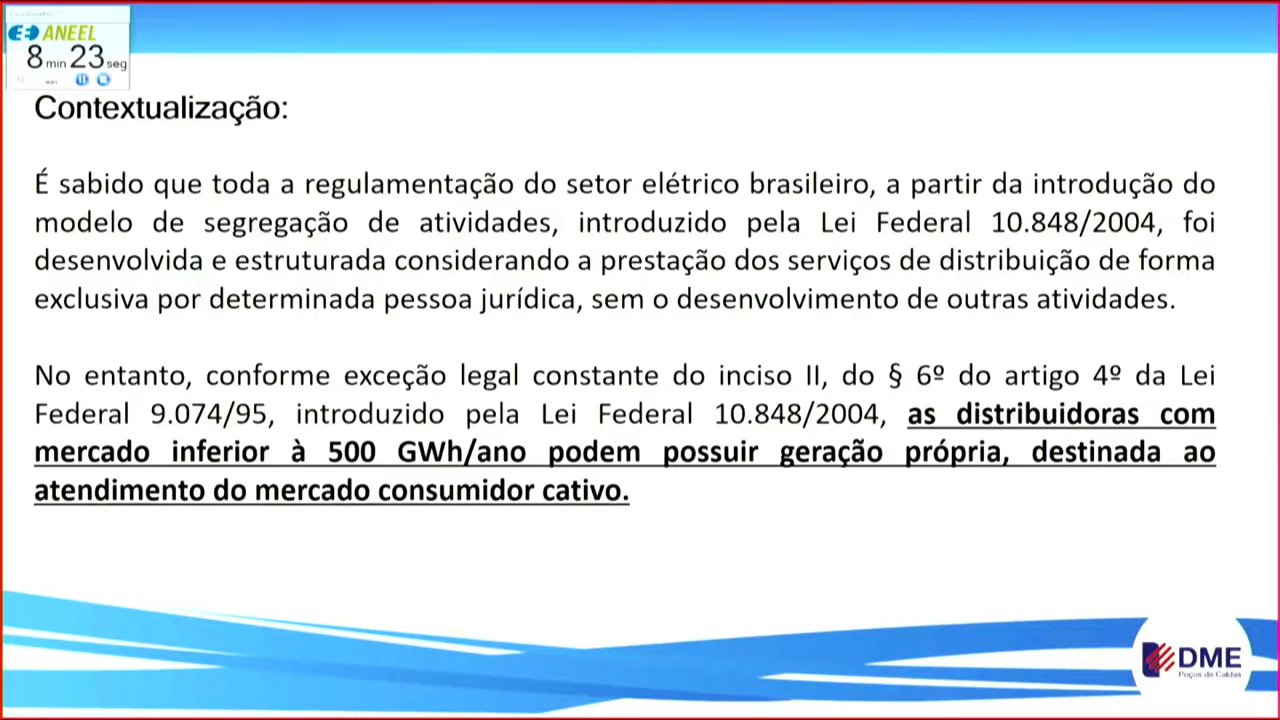 ANEEL
8 min 23 seg
Contextualização:
É sabido que toda a regulamentação do setor elétrico brasileiro, a partir da introdução do
modelo de segregação de atividades, introduzido pela Lei Federal 10.848/2004, foi
desenvolvida e estruturada considerando a prestação dos serviços de distribuição de forma
exclusiva por determinada pessoa jurídica, sem o desenvolvimento de outras atividades.
No entanto, conforme exceção legal constante do inciso II, do § 6º do artigo 4º da Lei
Federal 9.074/95, introduzido pela Lei Federal 10.848/2004, as distribuidoras com
mercado inferior à 500 GWh/ano podem possuir geração própria, destinada ao
atendimento do mercado consumidor cativo.
DME
Poços de Caldas